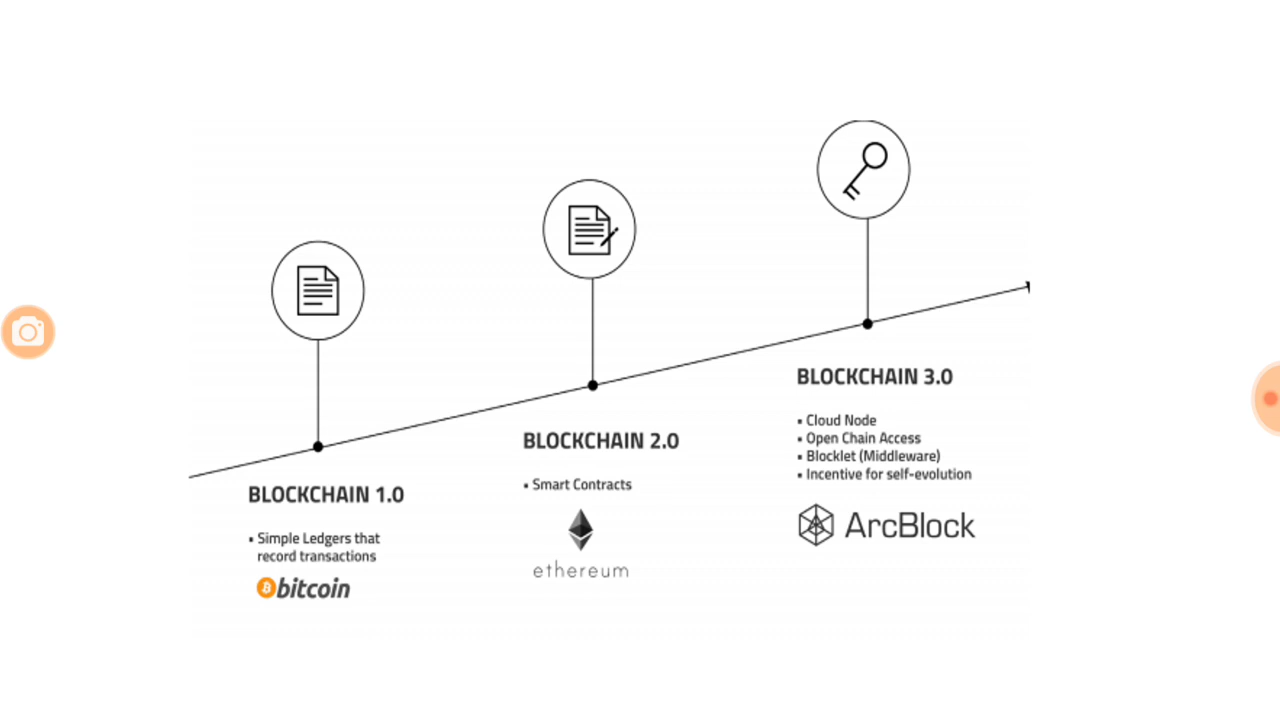 BLOCKCHAIN 1.0
▪ Simple Ledgers that
record transactions
bitcoin
BLOCKCHAIN 2.0
▪ Smart Contracts
ethereum
BLOCKCHAIN 3.0
▪ Cloud Node
▪ Open Chain Access
▪ Blocklet (Middleware)
▪ Incentive for self-evolution
ArcBlock